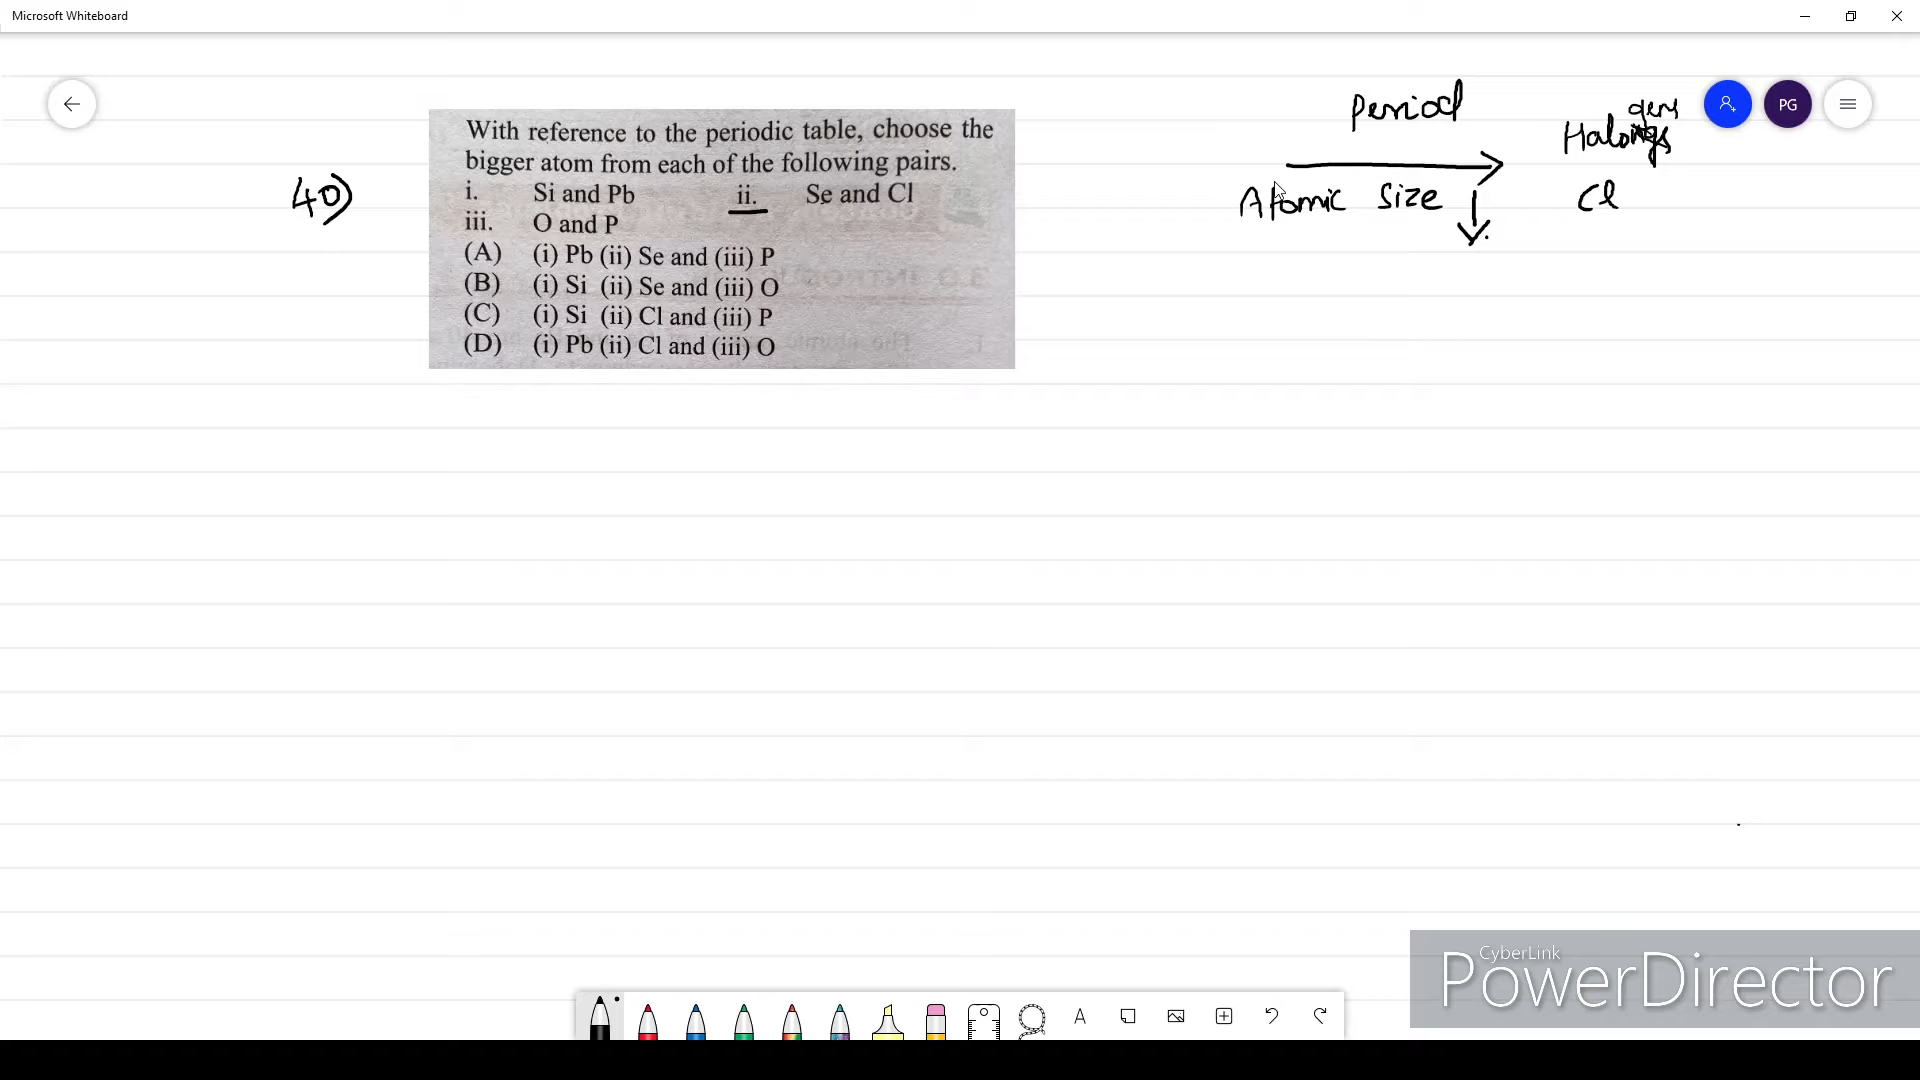 Microsoft Whiteboard
PG
40)
With reference to the periodic table, choose the
bigger atom from each of the following pairs.
i. Si and Pb ii. Se and Cl
iii. O and P
(A) (i) Pb (ii) Se and (iii) P
(B) (i) Si (ii) Se and (iii) O
(C) (i) Si (ii) Cl and (iii) P
(D) (i) Pb (ii) Cl and (iii) O
Period
Atomic Size ↓
gens
Cl
A
CyberLink
PowerDirector